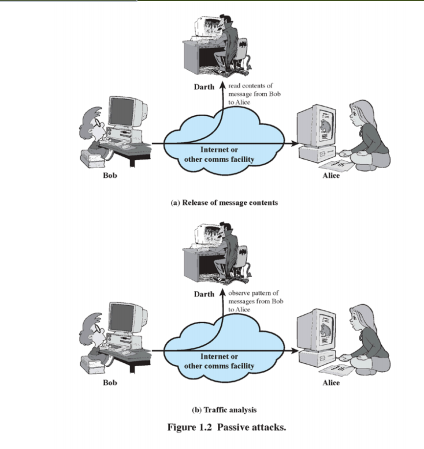 Darth
read contents of
message from Bob
to Alice
Internet or
other comms facility
Bob
Alice
(a) Release of message contents
Darth
observe pattern of
messages from Bob
to Alice
Internet or
other comms facility
Bob
Alice
(b) Traffic analysis
Figure 1.2 Passive attacks.